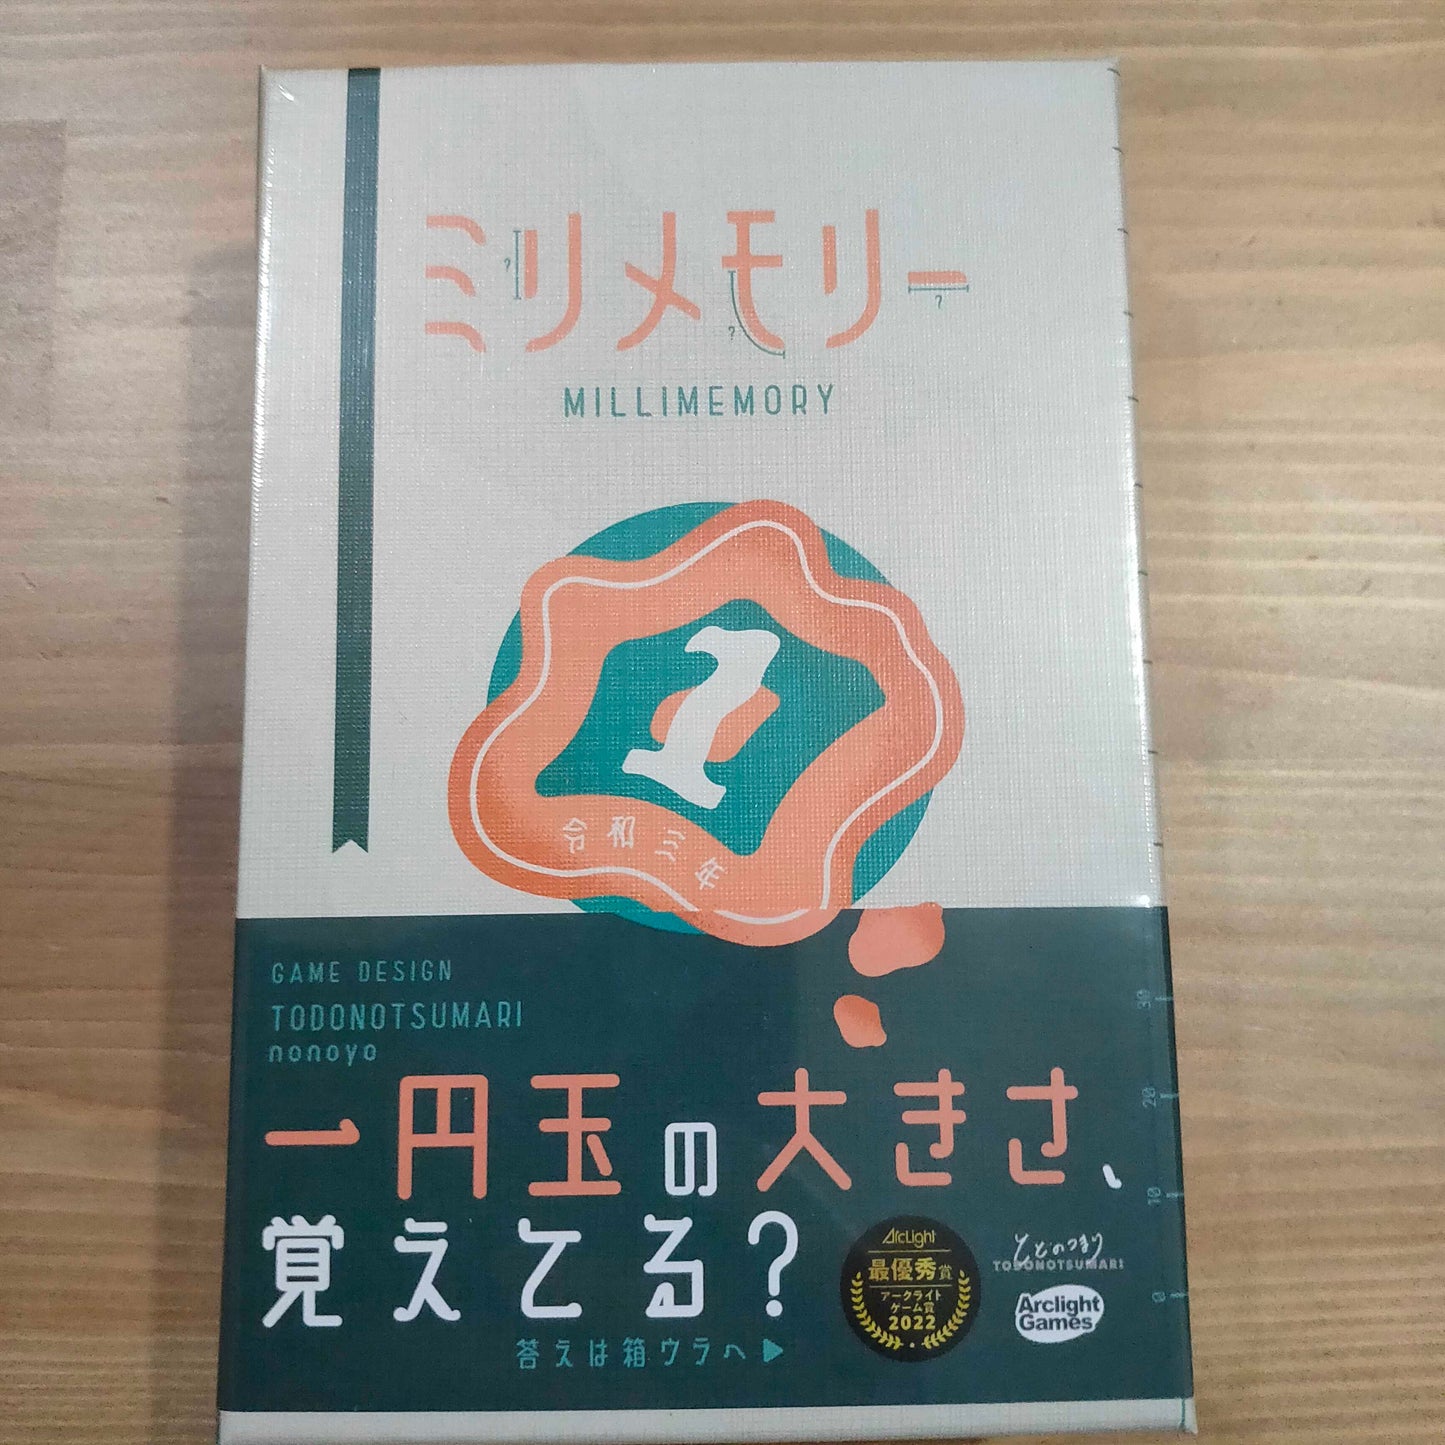 ミリメモリー
?
?
?
MILLIMEMORY
1
令和三年
GAME DESIGN
TODONOTSUMARI
nonoyo
一円玉の大きさ、
覚えてる?
答えは箱ウラへ▶
ArcLight
最優秀賞
アークライト
ゲーム賞
2022
とどのつまり
TODONOTSUMARI
Arclight
Games
30
20
10
0